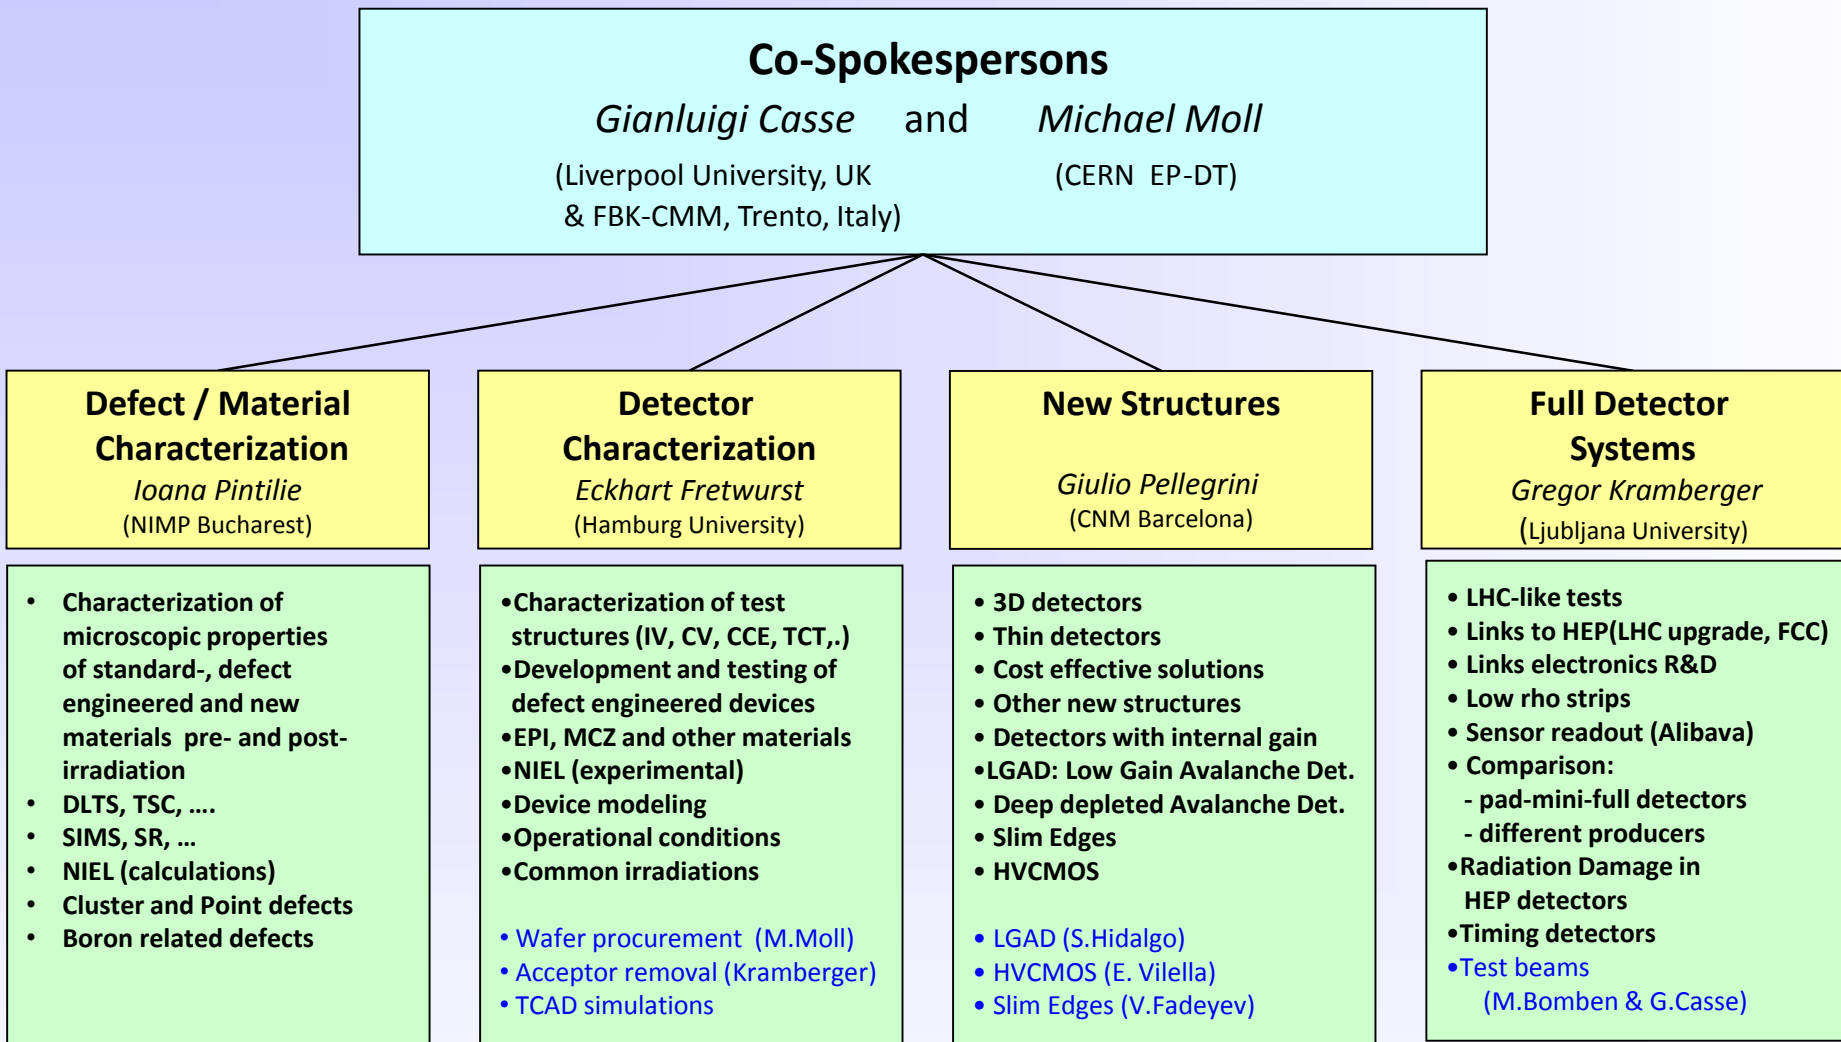 Co-Spokespersons
Gianluigi Casse and Michael Moll
(Liverpool University, UK (CERN EP-DT)
& FBK-CMM, Trento, Italy)
Defect / Material
Characterization
Ioana Pintilie
(NIMP Bucharest)
Detector
Characterization
Eckhart Fretwurst
(Hamburg University)
New Structures
Giulio Pellegrini
(CNM Barcelona)
Full Detector
Systems
Gregor Kramberger
(Ljubljana University)
• Characterization of
microscopic properties
of standard-, defect
engineered and new
materials pre- and post-
irradiation
• DLTS, TSC, ….
• SIMS, SR, …
• NIEL (calculations)
• Cluster and Point defects
• Boron related defects
•Characterization of test
structures (IV, CV, CCE, TCT,.)
•Development and testing of
defect engineered devices
•EPI, MCZ and other materials
•NIEL (experimental)
•Device modeling
•Operational conditions
•Common irradiations
• Wafer procurement (M.Moll)
• Acceptor removal (Kramberger)
• TCAD simulations
• 3D detectors
• Thin detectors
• Cost effective solutions
• Other new structures
• Detectors with internal gain
•LGAD: Low Gain Avalanche Det.
• Deep depleted Avalanche Det.
• Slim Edges
• HVCMOS
• LGAD (S.Hidalgo)
• HVCMOS (E. Vilella)
• Slim Edges (V.Fadeyev)
• LHC-like tests
• Links to HEP(LHC upgrade, FCC)
• Links electronics R&D
• Low rho strips
• Sensor readout (Alibava)
• Comparison:
- pad-mini-full detectors
- different producers
•Radiation Damage in
HEP detectors
•Timing detectors
•Test beams
(M.Bomben & G.Casse)